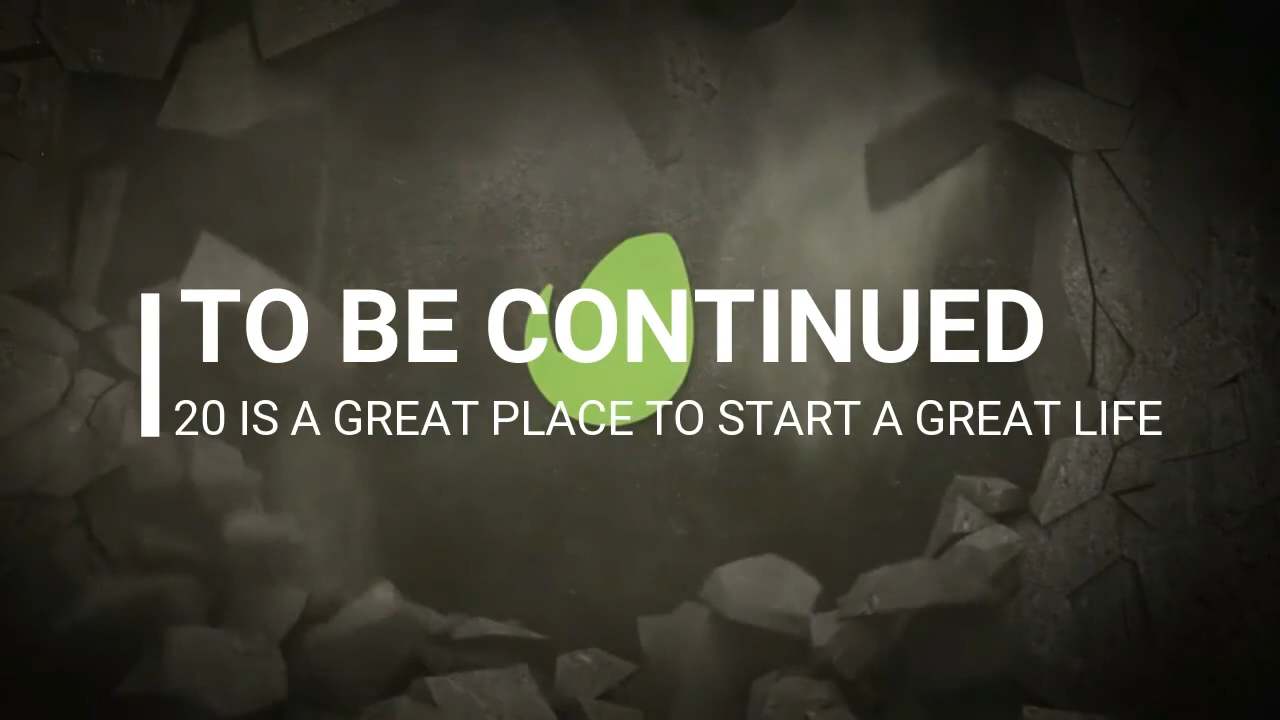 TO BE CONTINUED
20 IS A GREAT PLACE TO START A GREAT LIFE